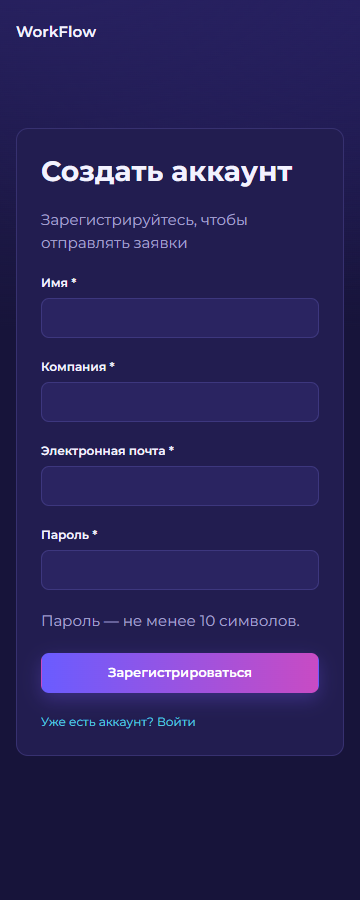 WorkFlow
Создать аккаунт
Зарегистрируйтесь, чтобы
отправлять заявки
Имя *
Компания *
Электронная почта *
Пароль *
Пароль — не менее 10 символов.
Зарегистрироваться
Уже есть аккаунт? Войти